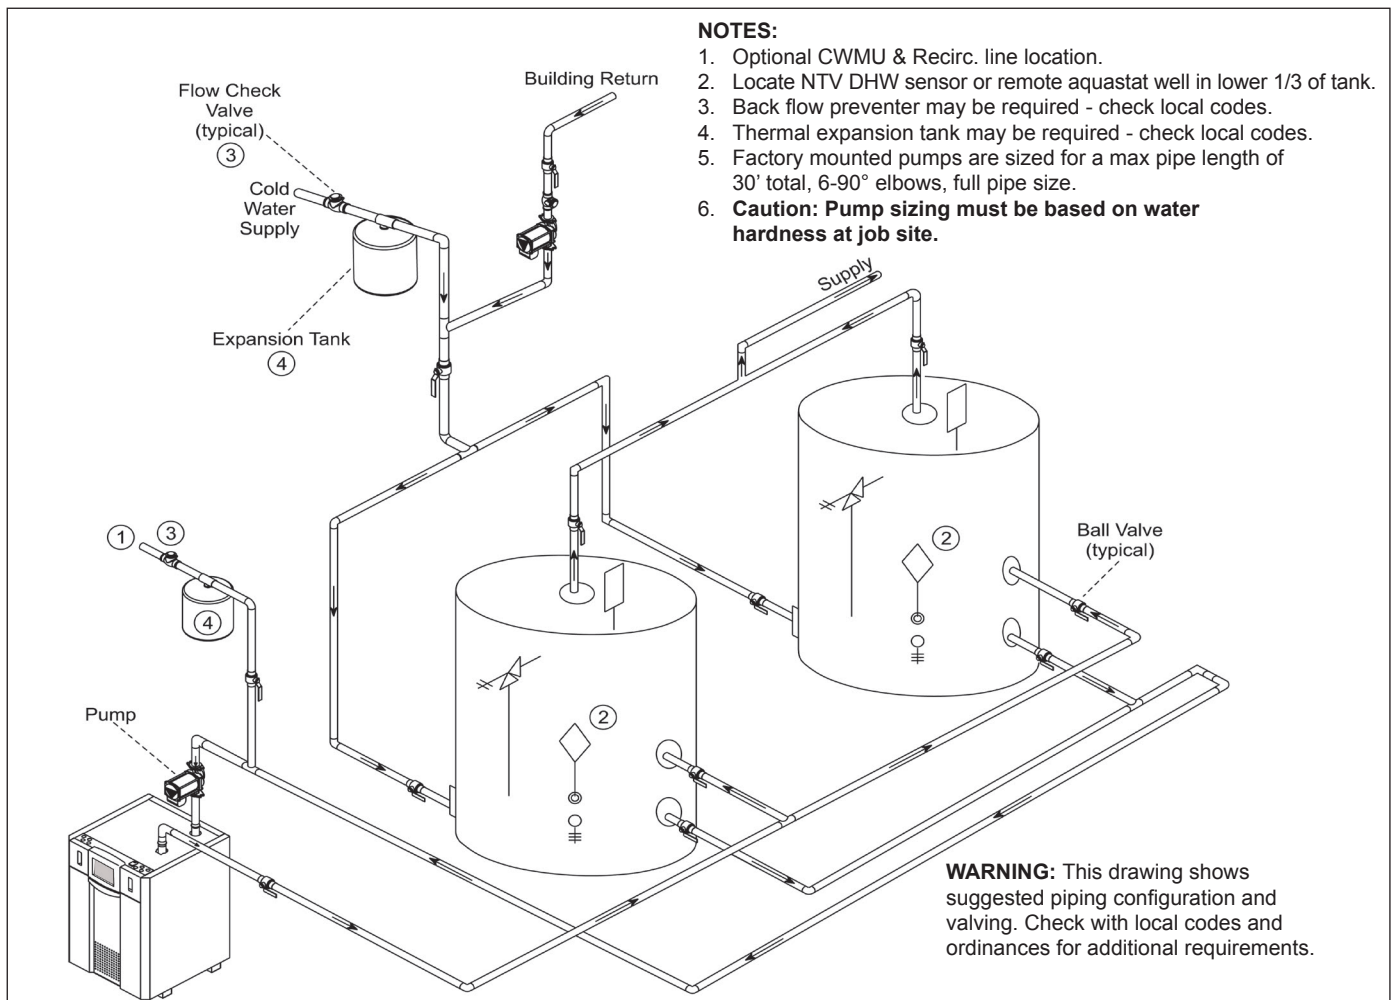 NOTES:
1. Optional CWMU & Recirc. line location.
2. Locate NTV DHW sensor or remote aquastat well in lower 1/3 of tank.
3. Back flow preventer may be required - check local codes.
4. Thermal expansion tank may be required - check local codes.
5. Factory mounted pumps are sized for a max pipe length of
30’ total, 6-90° elbows, full pipe size.
6. Caution: Pump sizing must be based on water
hardness at job site.
Building Return
Flow Check
Valve
(typical)
3
Cold
Water
Supply
Expansion Tank
4
Supply
1
3
4
2
Ball Valve
(typical)
2
Pump
WARNING: This drawing shows
suggested piping configuration and
valving. Check with local codes and
ordinances for additional requirements.